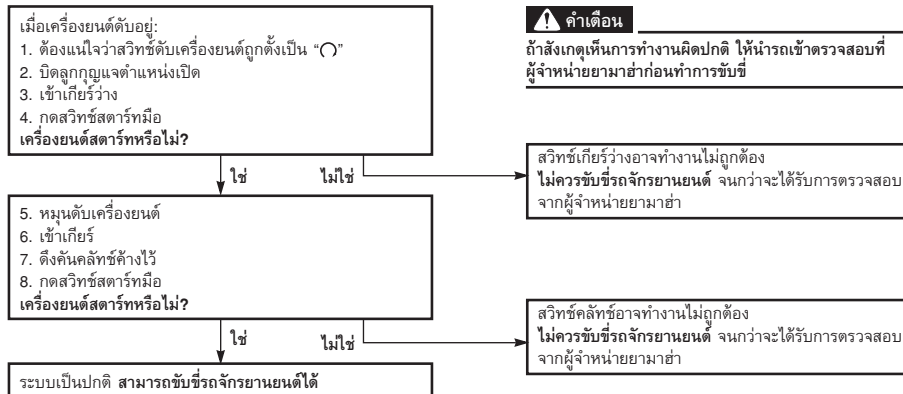 เมื่อเครื่องยนต์ดับอยู่:
1. ต้องแน่ใจว่าสวิทช์ดับเครื่องยนต์ถูกตั้งเป็น “○”
2. บิดลูกกุญแจตำแหน่งเปิด
3. เข้าเกียร์ว่าง
4. กดสวิทช์สตาร์ทมือ
เครื่องยนต์สตาร์ทหรือไม่?
คำเตือน
ถ้าสังเกตุเห็นการทำงานผิดปกติ ให้นำรถเข้าตรวจสอบที่
ผู้จำหน่ายยามาฮ่าก่อนทำการขับขี่
ใช่
ไม่ใช่
สวิทช์เกียร์ว่างอาจทำงานไม่ถูกต้อง
ไม่ควรขับขี่รถจักรยานยนต์ จนกว่าจะได้รับการตรวจสอบ
จากผู้จำหน่ายยามาฮ่า
5. หมุนดับเครื่องยนต์
6. เข้าเกียร์
7. ดึงคันคลัทช์ค้างไว้
8. กดสวิทช์สตาร์ทมือ
เครื่องยนต์สตาร์ทหรือไม่?
ใช่
ไม่ใช่
สวิทช์คลัทช์อาจทำงานไม่ถูกต้อง
ไม่ควรขับขี่รถจักรยานยนต์ จนกว่าจะได้รับการตรวจสอบ
จากผู้จำหน่ายยามาฮ่า
ระบบเป็นปกติ สามารถขับขี่รถจักรยานยนต์ได้